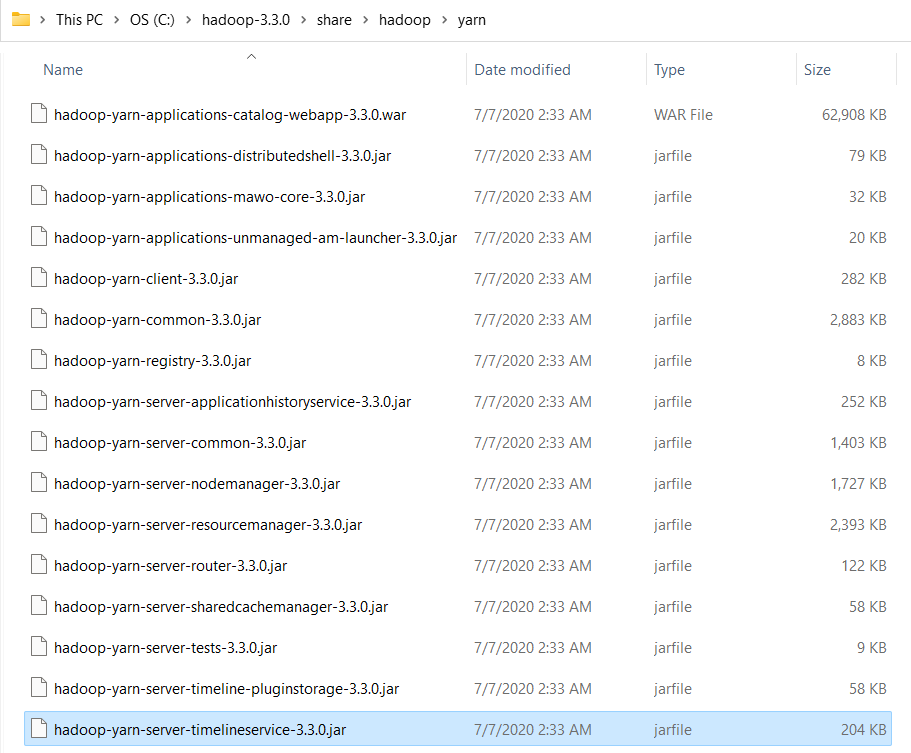 This PC > OS (C:) > hadoop-3.3.0 > share > hadoop > yarn
Name Date modified Type Size
hadoop-yarn-applications-catalog-webapp-3.3.0.war 7/7/2020 2:33 AM WAR File 62,908 KB
hadoop-yarn-applications-distributedshell-3.3.0.jar 7/7/2020 2:33 AM jarfile 79 KB
hadoop-yarn-applications-mawo-core-3.3.0.jar 7/7/2020 2:33 AM jarfile 32 KB
hadoop-yarn-applications-unmanaged-am-launcher-3.3.0.jar 7/7/2020 2:33 AM jarfile 20 KB
hadoop-yarn-client-3.3.0.jar 7/7/2020 2:33 AM jarfile 282 KB
hadoop-yarn-common-3.3.0.jar 7/7/2020 2:33 AM jarfile 2,883 KB
hadoop-yarn-registry-3.3.0.jar 7/7/2020 2:33 AM jarfile 8 KB
hadoop-yarn-server-applicationhistoryservice-3.3.0.jar 7/7/2020 2:33 AM jarfile 252 KB
hadoop-yarn-server-common-3.3.0.jar 7/7/2020 2:33 AM jarfile 1,403 KB
hadoop-yarn-server-nodemanager-3.3.0.jar 7/7/2020 2:33 AM jarfile 1,727 KB
hadoop-yarn-server-resourcemanager-3.3.0.jar 7/7/2020 2:33 AM jarfile 2,393 KB
hadoop-yarn-server-router-3.3.0.jar 7/7/2020 2:33 AM jarfile 122 KB
hadoop-yarn-server-sharedcachemanager-3.3.0.jar 7/7/2020 2:33 AM jarfile 58 KB
hadoop-yarn-server-tests-3.3.0.jar 7/7/2020 2:33 AM jarfile 9 KB
hadoop-yarn-server-timeline-pluginstorage-3.3.0.jar 7/7/2020 2:33 AM jarfile 58 KB
hadoop-yarn-server-timelineservice-3.3.0.jar 7/7/2020 2:33 AM jarfile 204 KB